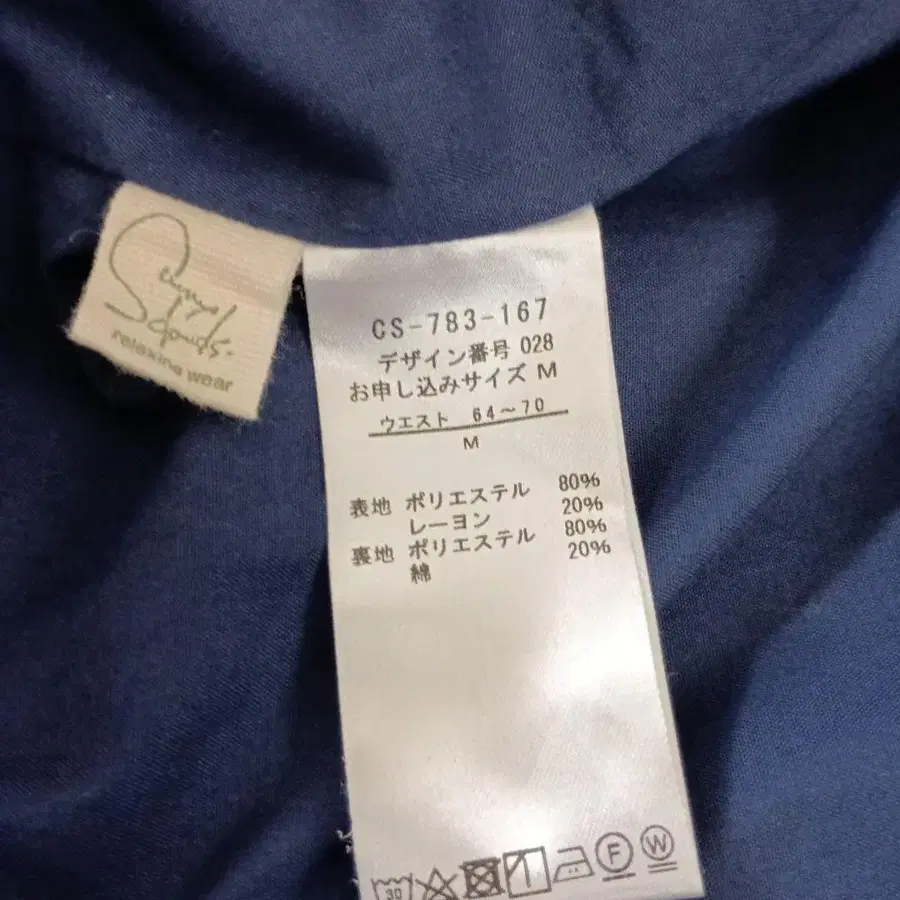 Sunny
clouds.
relaxing wear
CS-783-167
デザイン番号 028
お申し込みサイズ M
ウエスト 64～70
M
表地 ポリエステル 80%
レーヨン 20%
裏地 ポリエステル 80%
綿 20%
30
F
W